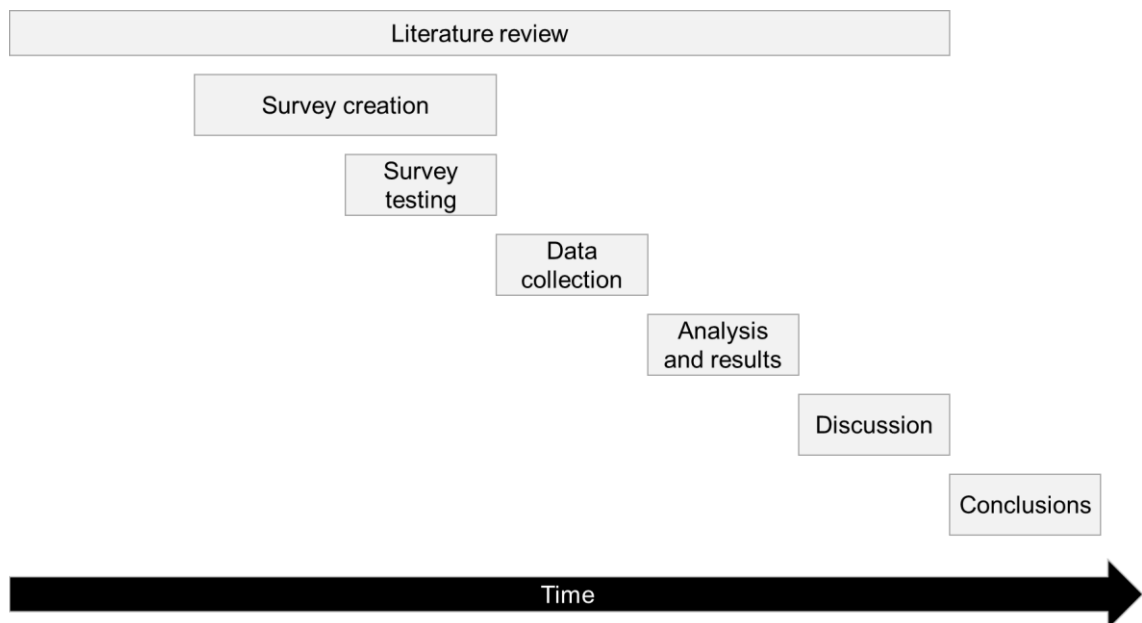 Literature review
Survey creation
Survey
testing
Data
collection
Analysis
and results
Discussion
Conclusions
Time